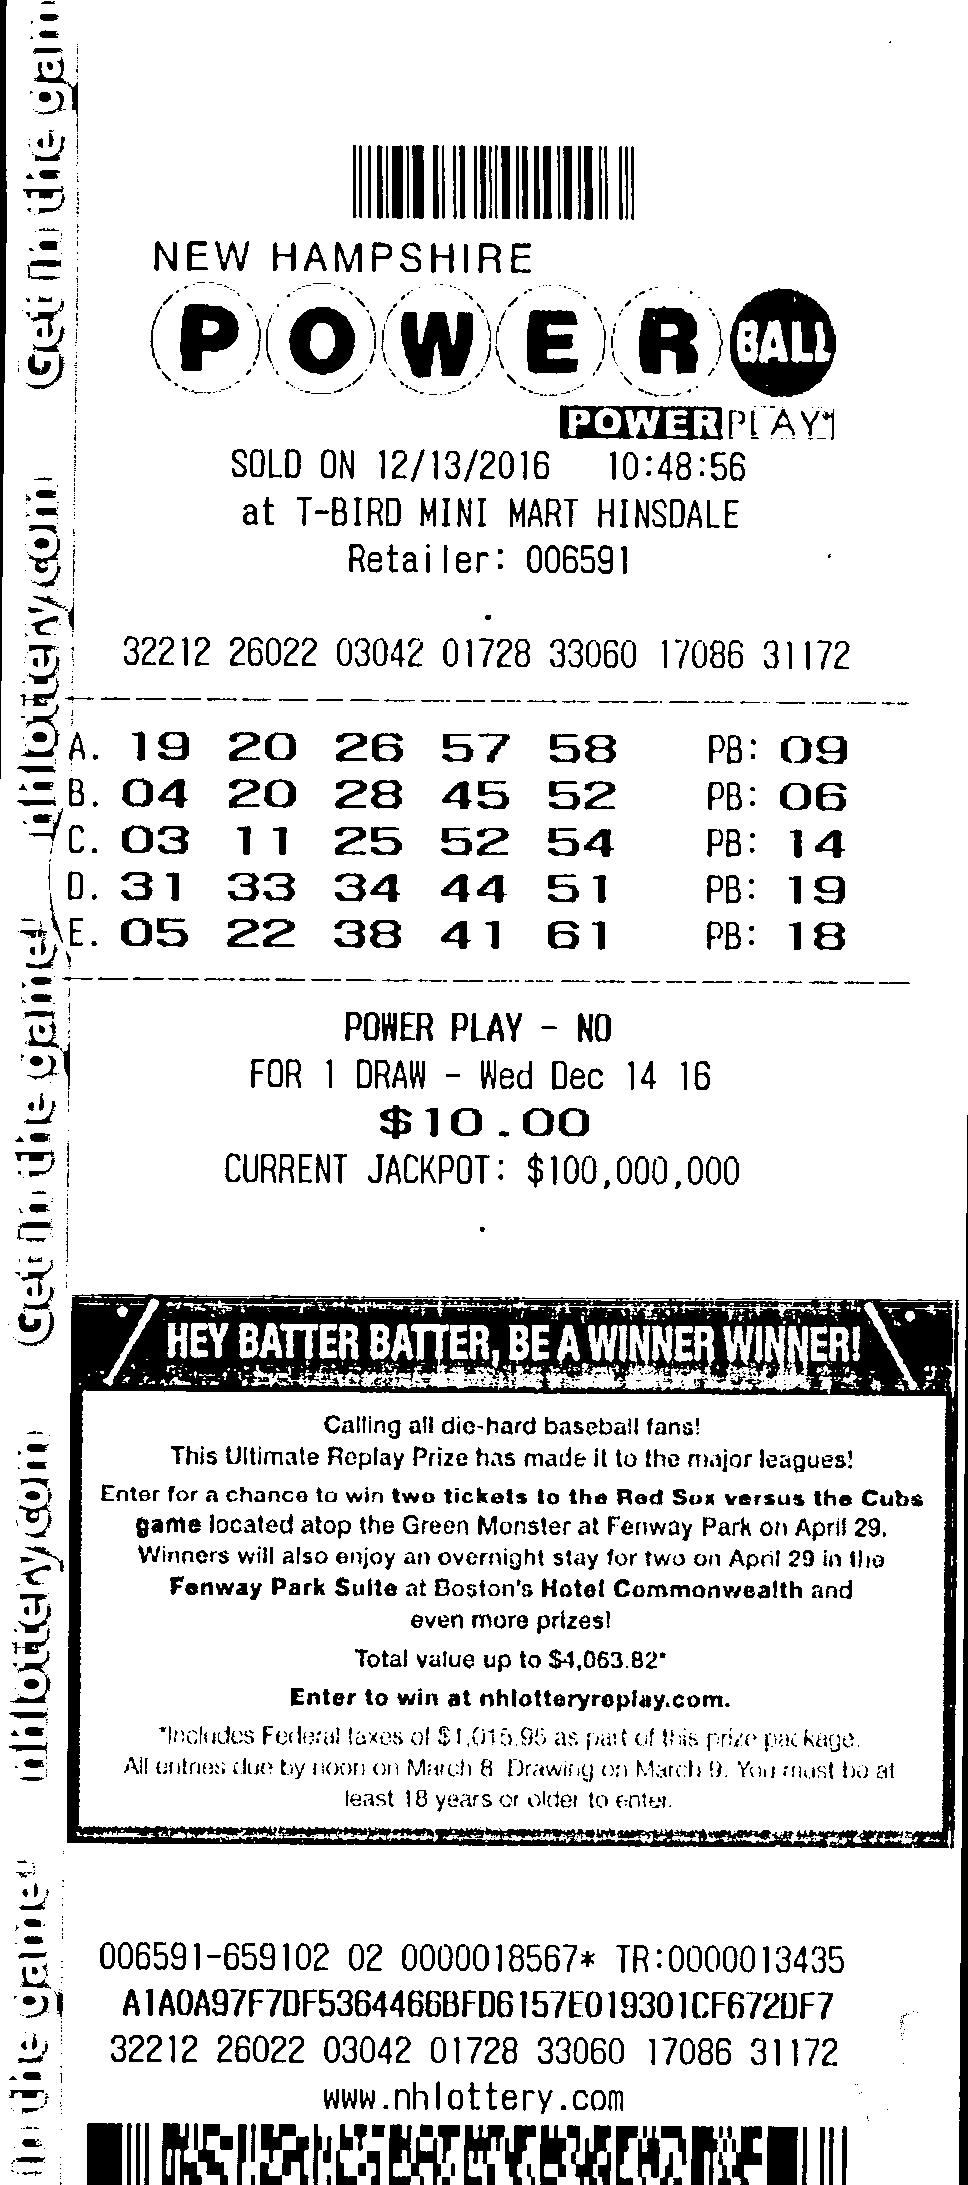 NEW HAMPSHIRE
POWERBALL
POWERPLAY
SOLD ON 12/13/2016 10:48:56
at T-BIRD MINI MART HINSDALE
Retailer: 006591
32212 26022 03042 01728 33060 17086 31172
A. 19 20 26 57 58 PB: 09
B. 04 20 28 45 52 PB: 06
C. 03 11 25 52 54 PB: 14
D. 31 33 34 44 51 PB: 19
E. 05 22 38 41 61 PB: 18
POWER PLAY - NO
FOR 1 DRAW - Wed Dec 14 16
$10.00
CURRENT JACKPOT: $100,000,000
HEY BATTER BATTER, BE A WINNER WINNER!
Calling all die-hard baseball fans!
This Ultimate Replay Prize has made it to the major leagues!
Enter for a chance to win two tickets to the Red Sox versus the Cubs
game located atop the Green Monster at Fenway Park on April 29.
Winners will also enjoy an overnight stay for two on April 29 in the
Fenway Park Suite at Boston's Hotel Commonwealth and
even more prizes!
Total value up to $4,063.82*
Enter to win at nhlotteryreplay.com.
*Includes Federal taxes of $1,015.95 as part of this prize package.
All entries due by noon on March 8. Drawing on March 9. You must be at
least 18 years or older to enter.
006591-659102 02 0000018567* TR:0000013435
A1A0A97F7DF5364466BFD6157E019301CF672DF7
32212 26022 03042 01728 33060 17086 31172
www.nhlottery.com
in the game! nhlottery.com Get in the game! nhlottery.com Get in the gam